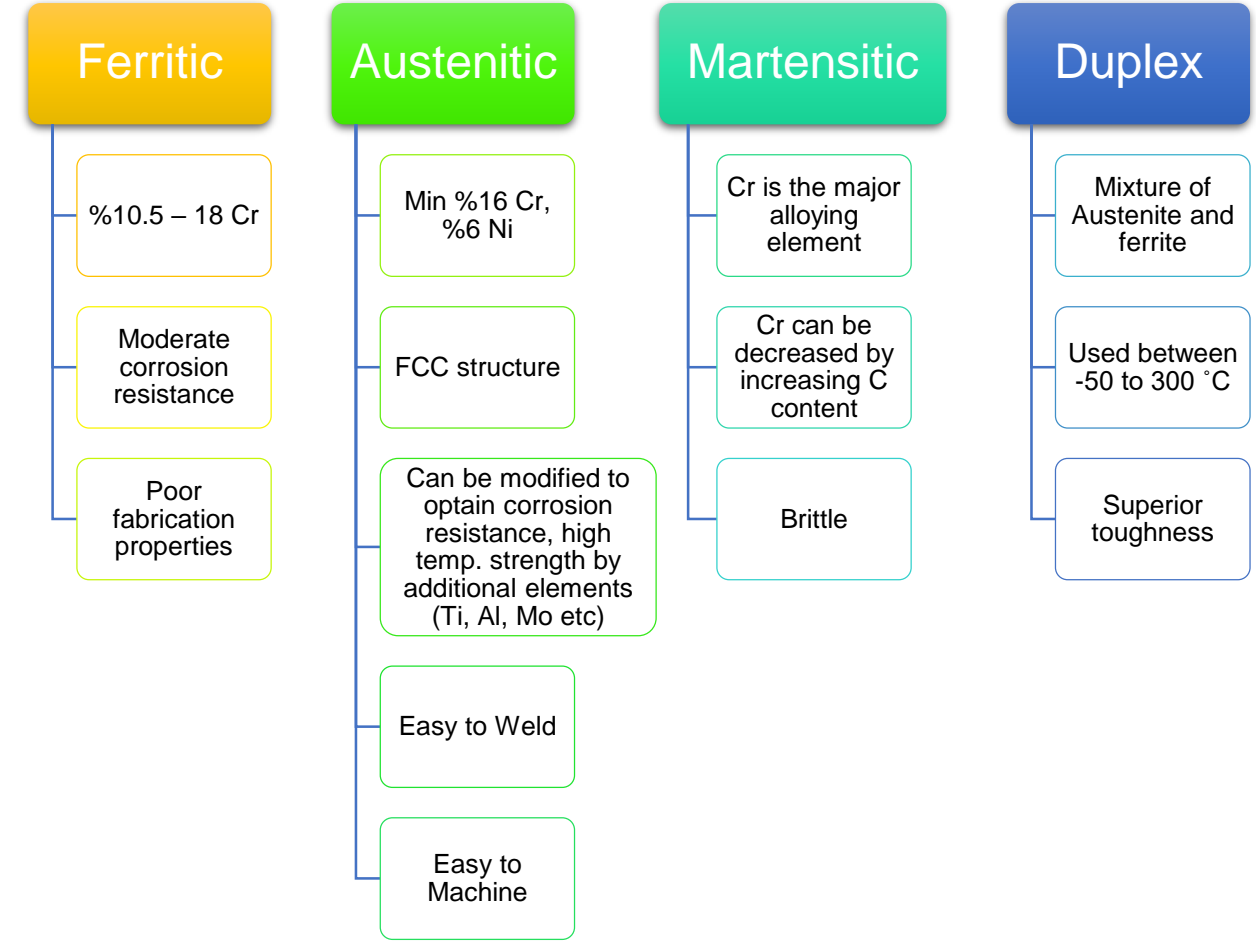 Ferritic
%10.5 – 18 Cr
Moderate
corrosion
resistance
Poor
fabrication
properties
Austenitic
Min %16 Cr,
%6 Ni
FCC structure
Can be modified to
optain corrosion
resistance, high
temp. strength by
additional elements
(Ti, Al, Mo etc)
Easy to Weld
Easy to
Machine
Martensitic
Cr is the major
alloying
element
Cr can be
decreased by
increasing C
content
Brittle
Duplex
Mixture of
Austenite and
ferrite
Used between
-50 to 300 ˚C
Superior
toughness